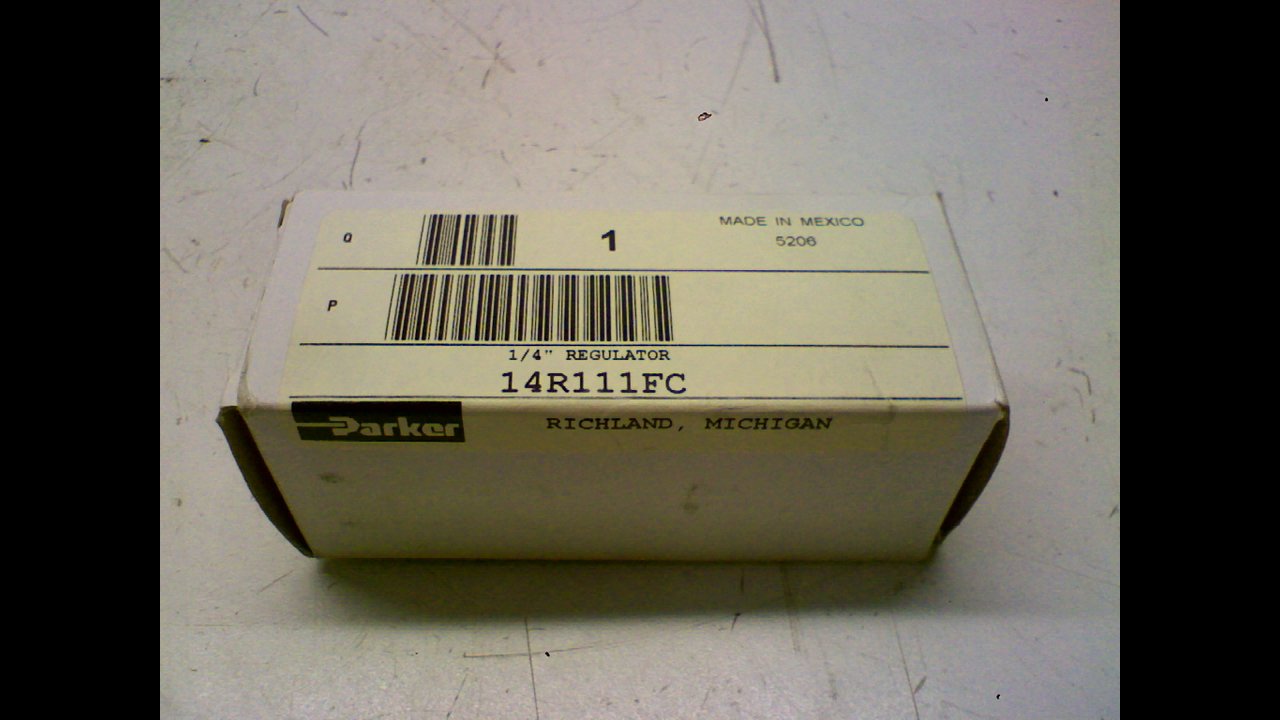 Q 1 MADE IN MEXICO
5206
P
1/4" REGULATOR
14R111FC
Parker RICHLAND, MICHIGAN